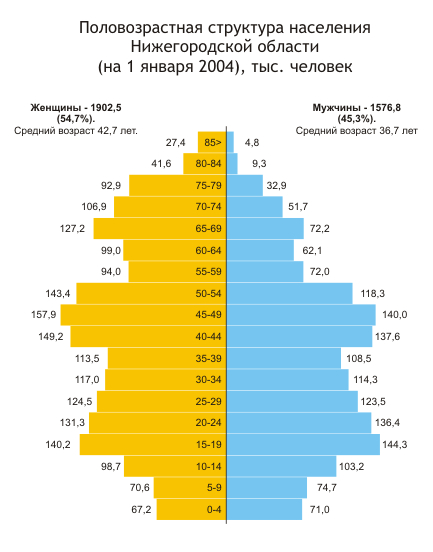 Половозрастная структура населения
Нижегородской области
(на 1 января 2004), тыс. человек
Женщины - 1902,5
(54,7%).
Средний возраст 42,7 лет.
Мужчины - 1576,8
(45,3%).
Средний возраст 36,7 лет
27,4 85> 4,8
41,6 80-84 9,3
92,9 75-79 32,9
106,9 70-74 51,7
127,2 65-69 72,2
99,0 60-64 62,1
94,0 55-59 72,0
143,4 50-54 118,3
157,9 45-49 140,0
149,2 40-44 137,6
113,5 35-39 108,5
117,0 30-34 114,3
124,5 25-29 123,5
131,3 20-24 136,4
140,2 15-19 144,3
98,7 10-14 103,2
70,6 5-9 74,7
67,2 0-4 71,0